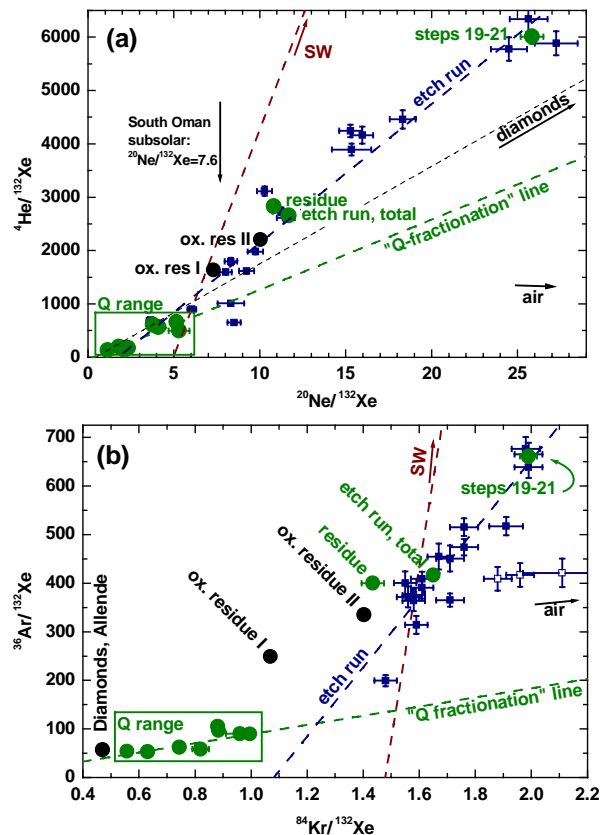 (a)
SW
steps 19-21
etch run
South Oman
subsolar:
²⁰Ne/¹³²Xe=7.6
diamonds
residue
etch run, total
ox. res II
ox. res I
"Q-fractionation" line
Q range
air
⁴He/¹³²Xe
6000
5000
4000
3000
2000
1000
0
0 5 10 15 20 25
²⁰Ne/¹³²Xe
(b)
SW
steps 19-21
etch run, total
residue
ox. residue II
ox. residue I
air
Diamonds, Allende
etch run
Q range
"Q fractionation" line
³⁶Ar/¹³²Xe
700
600
500
400
300
200
100
0
0.4 0.6 0.8 1.0 1.2 1.4 1.6 1.8 2.0 2.2
⁸⁴Kr/¹³²Xe